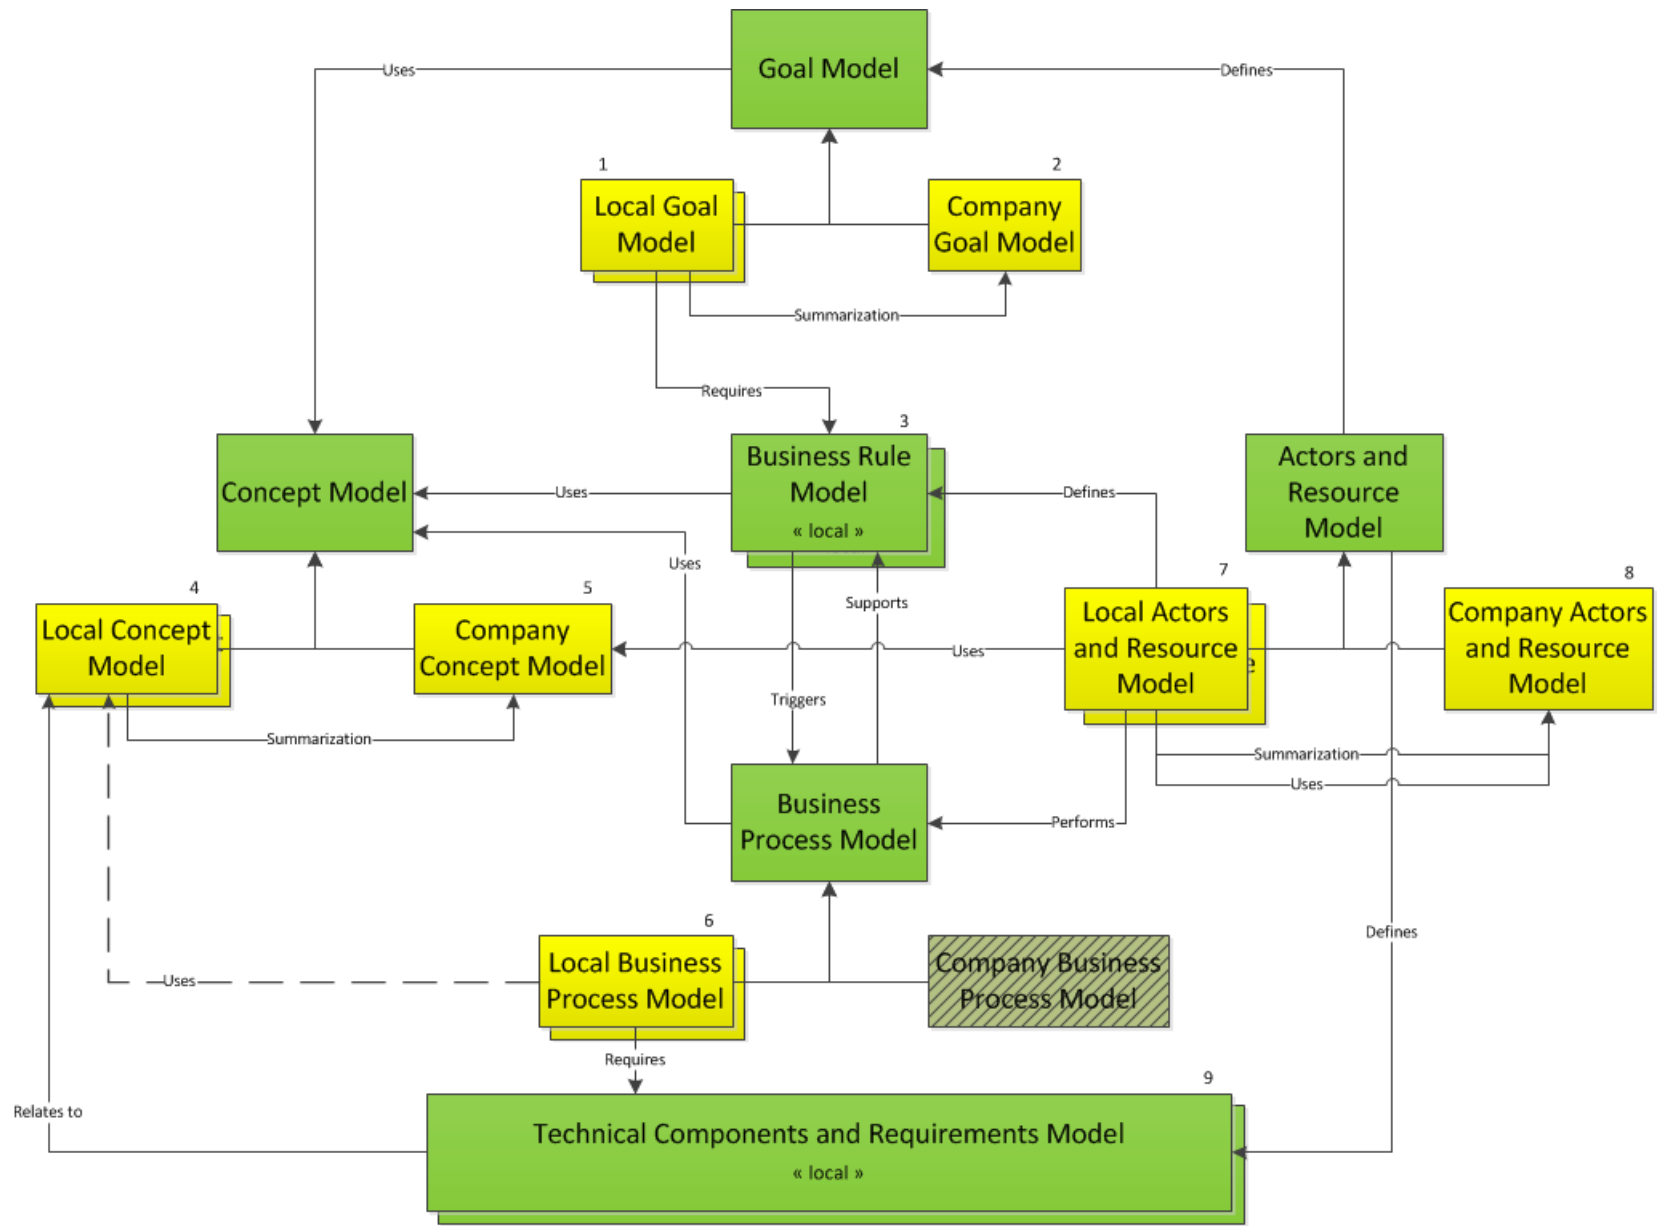 Goal Model
Uses
Defines
1
2
Local Goal
Model
Company
Goal Model
Summarization
Requires
3
Concept Model
Business Rule
Model
« local »
Actors and
Resource
Model
Uses
Defines
Uses
4
5
7
8
Supports
Local Concept
Model
Company
Concept Model
Local Actors
and Resource
Model
e
Company Actors
and Resource
Model
Uses
Triggers
Summarization
Summarization
Uses
Business
Process Model
Performs
6
Defines
Local Business
Process Model
Company Business
Process Model
Uses
Requires
9
Relates to
Technical Components and Requirements Model
« local »